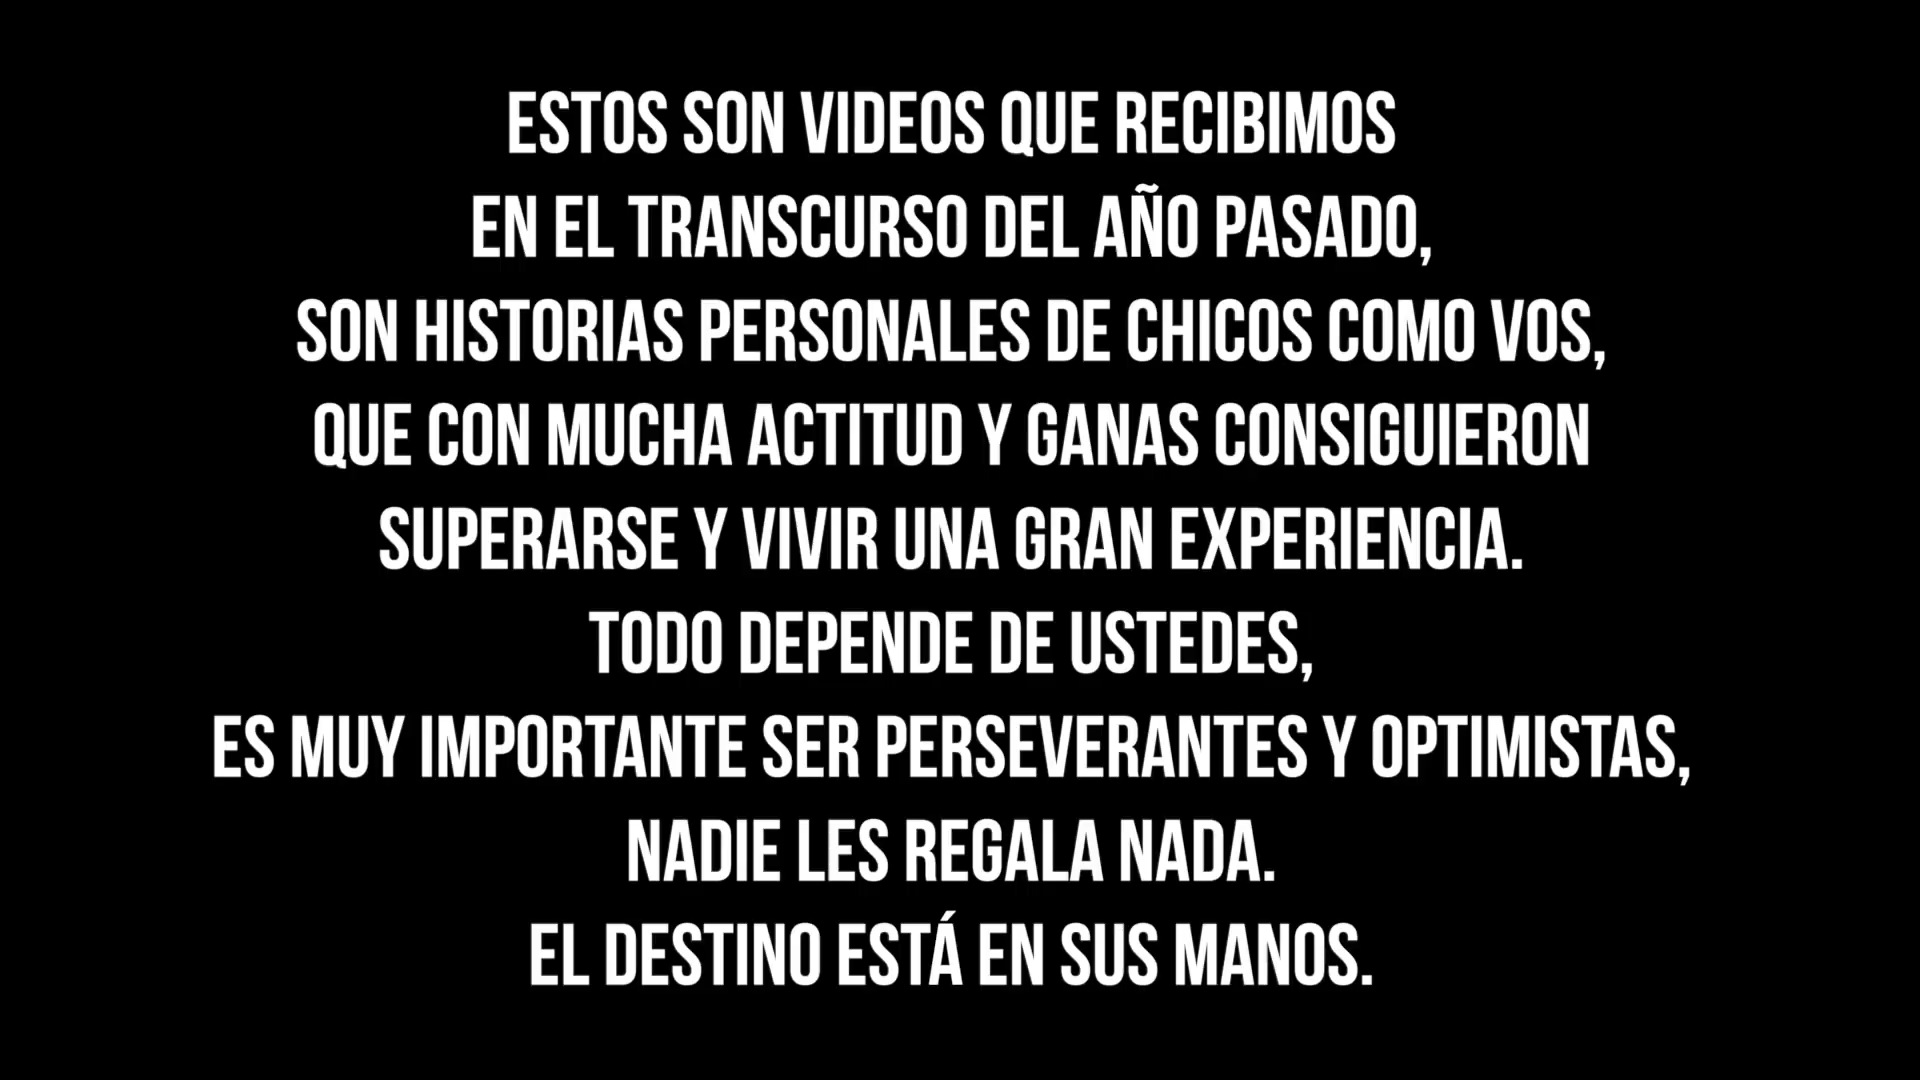 ESTOS SON VIDEOS QUE RECIBIMOS
EN EL TRANSCURSO DEL AÑO PASADO,
SON HISTORIAS PERSONALES DE CHICOS COMO VOS,
QUE CON MUCHA ACTITUD Y GANAS CONSIGUIERON
SUPERARSE Y VIVIR UNA GRAN EXPERIENCIA.
TODO DEPENDE DE USTEDES,
ES MUY IMPORTANTE SER PERSEVERANTES Y OPTIMISTAS,
NADIE LES REGALA NADA.
EL DESTINO ESTÁ EN SUS MANOS.